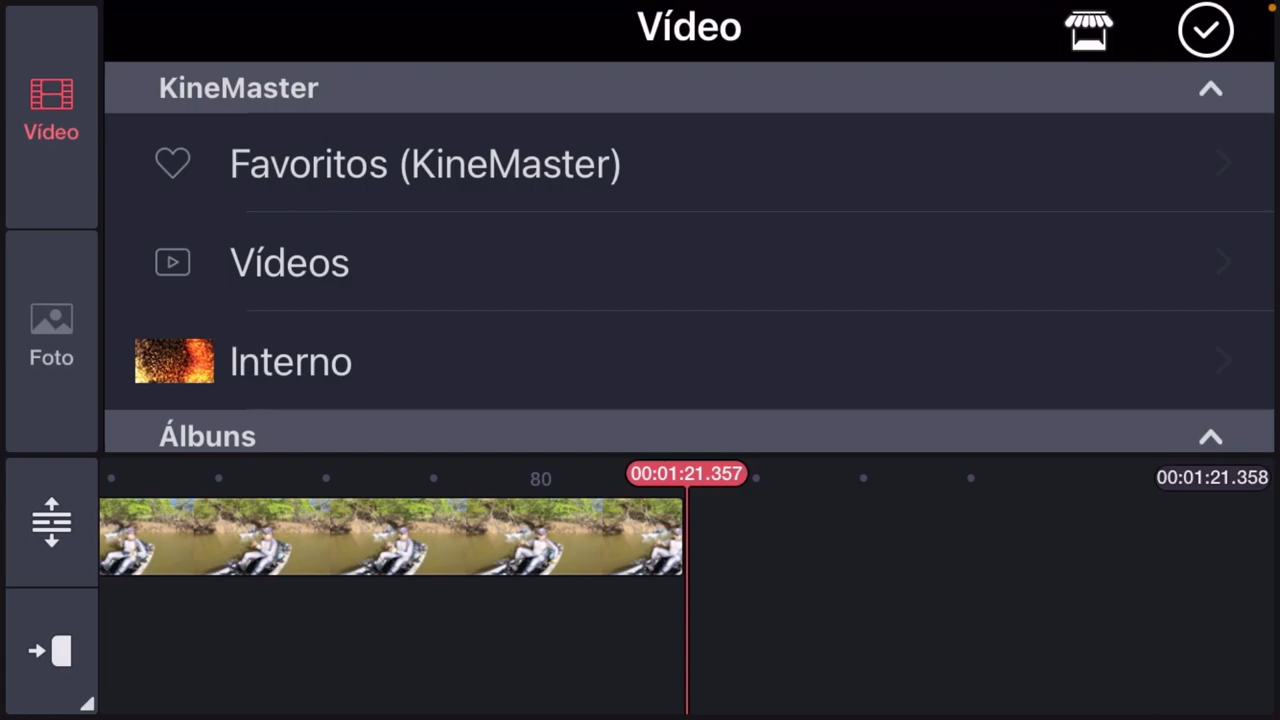 Vídeo
Vídeo
KineMaster
Favoritos (KineMaster)
Vídeos
Foto
Interno
Álbuns
80
00:01:21.357
00:01:21.358